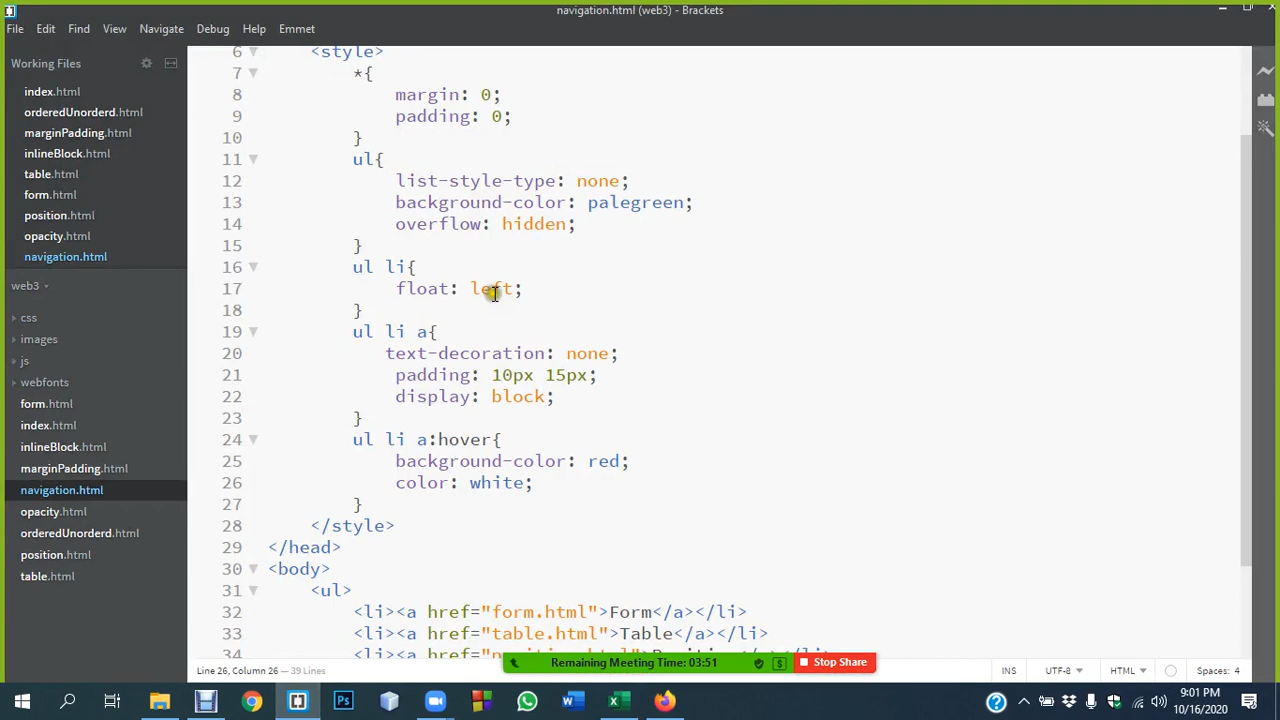 navigation.html (web3) - Brackets
File Edit Find View Navigate Debug Help Emmet
Working Files
index.html
orderedUnorderd.html
marginPadding.html
inlineBlock.html
table.html
form.html
position.html
opacity.html
navigation.html
web3
css
images
js
webfonts
form.html
index.html
inlineBlock.html
marginPadding.html
navigation.html
opacity.html
orderedUnorderd.html
position.html
table.html
6 <style>
7 *{
8 margin: 0;
9 padding: 0;
10 }
11 ul{
12 list-style-type: none;
13 background-color: palegreen;
14 overflow: hidden;
15 }
16 ul li{
17 float: left;
18 }
19 ul li a{
20 text-decoration: none;
21 padding: 10px 15px;
22 display: block;
23 }
24 ul li a:hover{
25 background-color: red;
26 color: white;
27 }
28 </style>
29 </head>
30 <body>
31 <ul>
32 <li><a href="form.html">Form</a></li>
33 <li><a href="table.html">Table</a></li>
34 <li><a
Remaining Meeting Time: 03:51 $ Stop Share
Line 26, Column 26 — 39 Lines INS UTF-8 HTML Spaces: 4
Ps
9:01 PM
10/16/2020